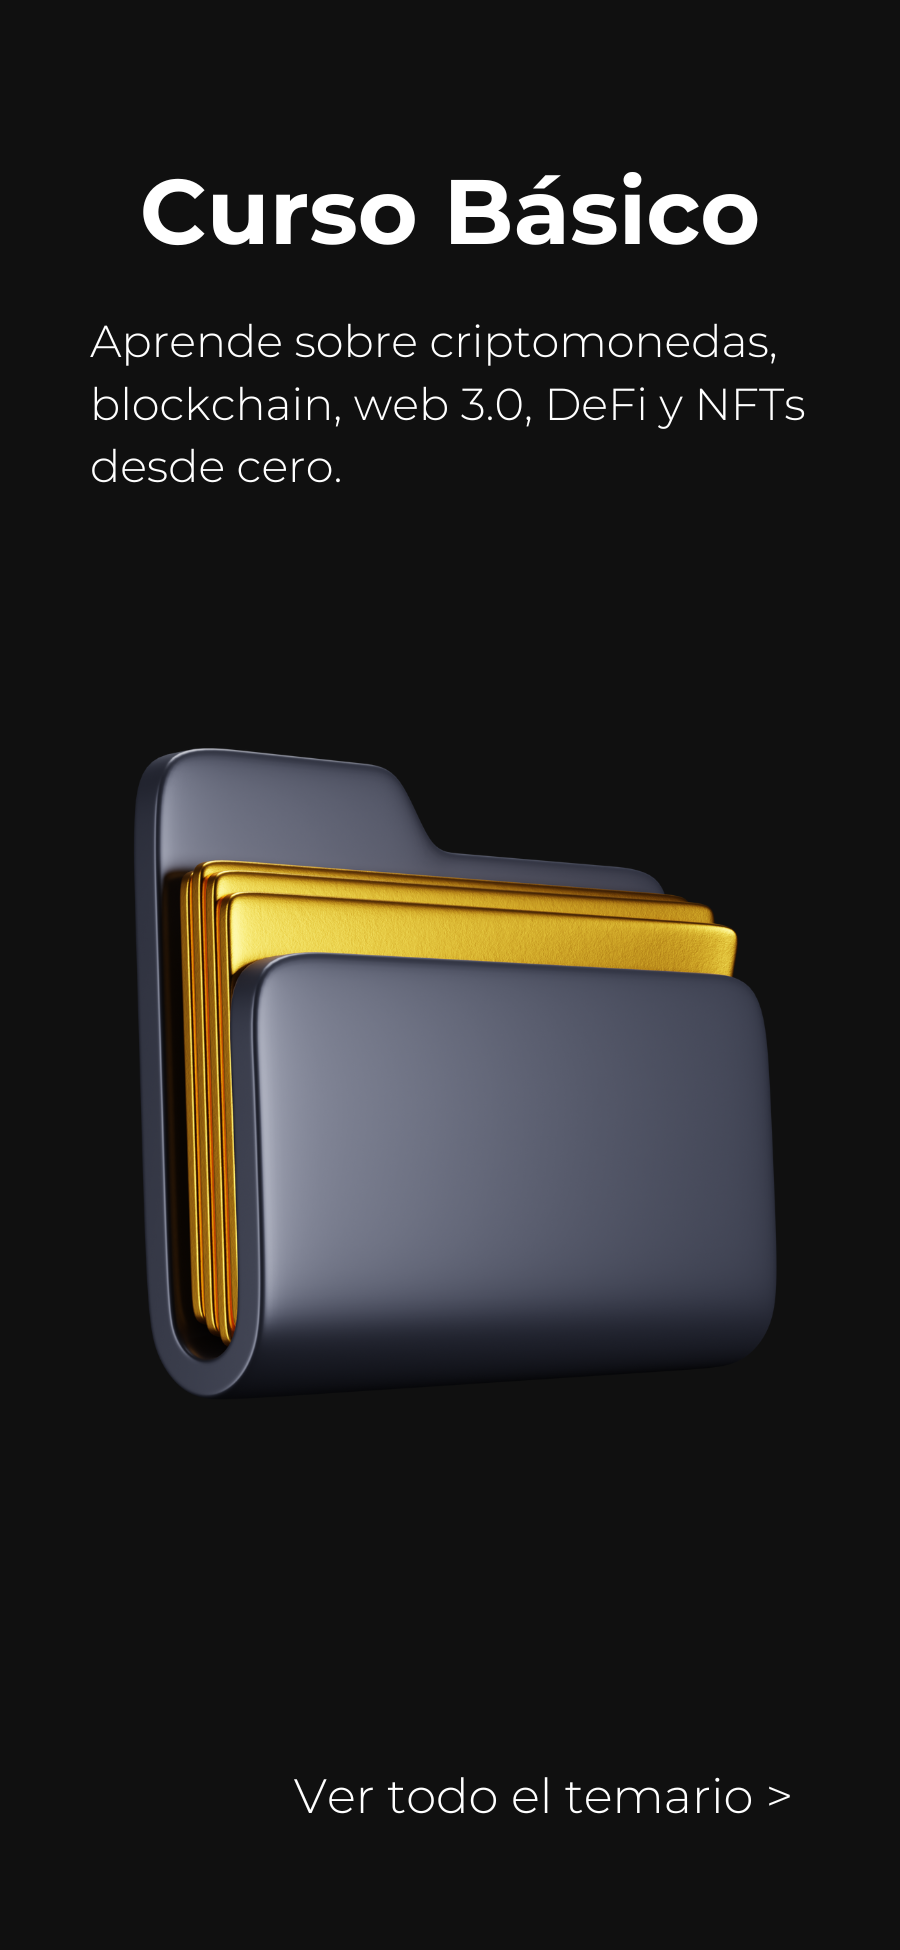 Curso Básico
Aprende sobre criptomonedas,
blockchain, web 3.0, DeFi y NFTs
desde cero.
Ver todo el temario >